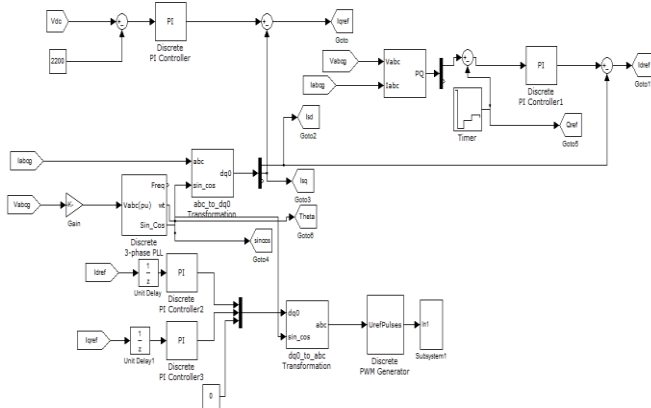 Vdc
PI
Iqref
Goto
Discrete
PI Controller
2200
Vabcg
Vabc
PQ
Iabcg
Iabc
PI
Idref
Goto1
Discrete
PI Controller1
Timer
Qref
Goto5
Isd
Goto2
Iabcg
abc
dq0
sin_cos
abc_to_dq0
Transformation
Isq
Goto3
Vabcg
K-
Gain
Freq
Vabc(pu)
wt
Sin_Cos
Discrete
3-phase PLL
Theta
Goto6
sincos
Goto4
Idref
1
z
Unit Delay
PI
Discrete
PI Controller2
Iqref
1
z
Unit Delay1
PI
Discrete
PI Controller3
0
dq0
abc
sin_cos
dq0_to_abc
Transformation
UrefPulses
Discrete
PWM Generator
In1
Subsystem1